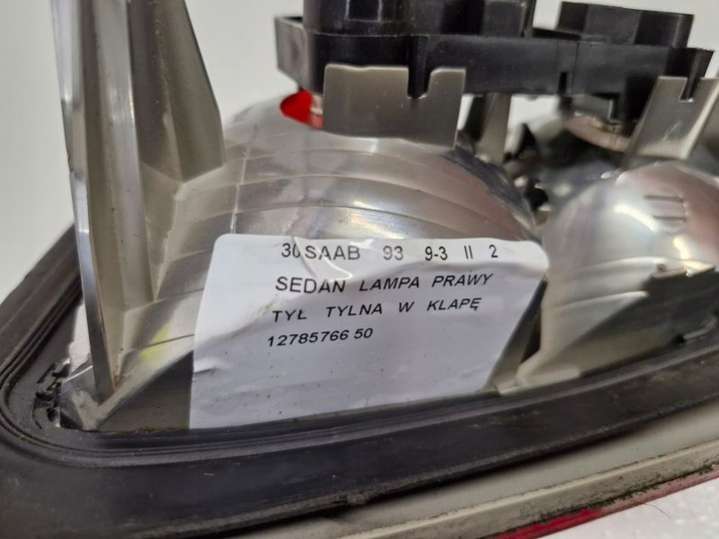 30 SAAB 93 9-3 II 2
SEDAN LAMPA PRAWY
TYŁ TYLNA W KLAPĘ
12785766 50